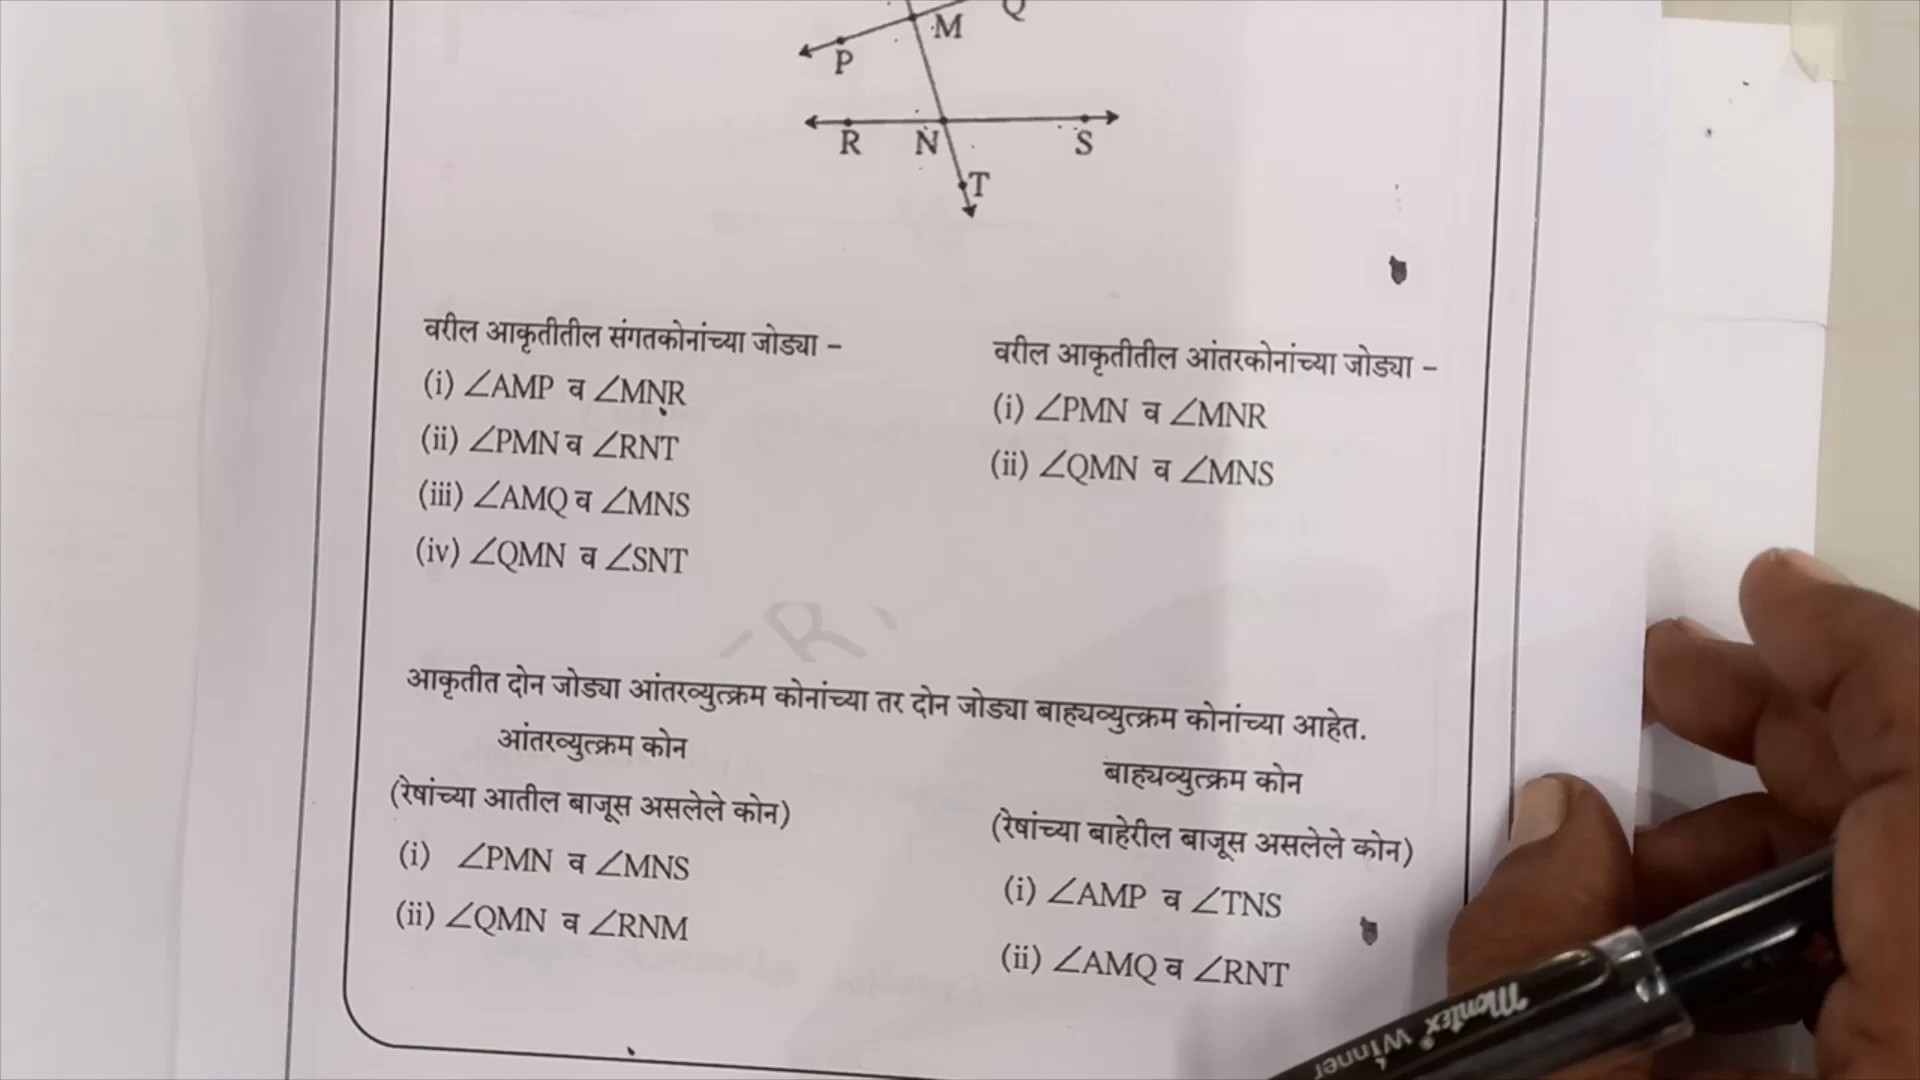 Q
M
P
R N S
T
वरील आकृतीतील संगतकोनांच्या जोड्या –
(i) ∠AMP व ∠MNR
(ii) ∠PMN व ∠RNT
(iii) ∠AMQ व ∠MNS
(iv) ∠QMN व ∠SNT
वरील आकृतीतील आंतरकोनांच्या जोड्या –
(i) ∠PMN व ∠MNR
(ii) ∠QMN व ∠MNS
आकृतीत दोन जोड्या आंतरव्युत्क्रम कोनांच्या तर दोन जोड्या बाह्यव्युत्क्रम कोनांच्या आहेत.
आंतरव्युत्क्रम कोन
(रेषांच्या आतील बाजूस असलेले कोन)
(i) ∠PMN व ∠MNS
(ii) ∠QMN व ∠RNM
बाह्यव्युत्क्रम कोन
(रेषांच्या बाहेरील बाजूस असलेले कोन)
(i) ∠AMP व ∠TNS
(ii) ∠AMQ व ∠RNT
Montex Winner